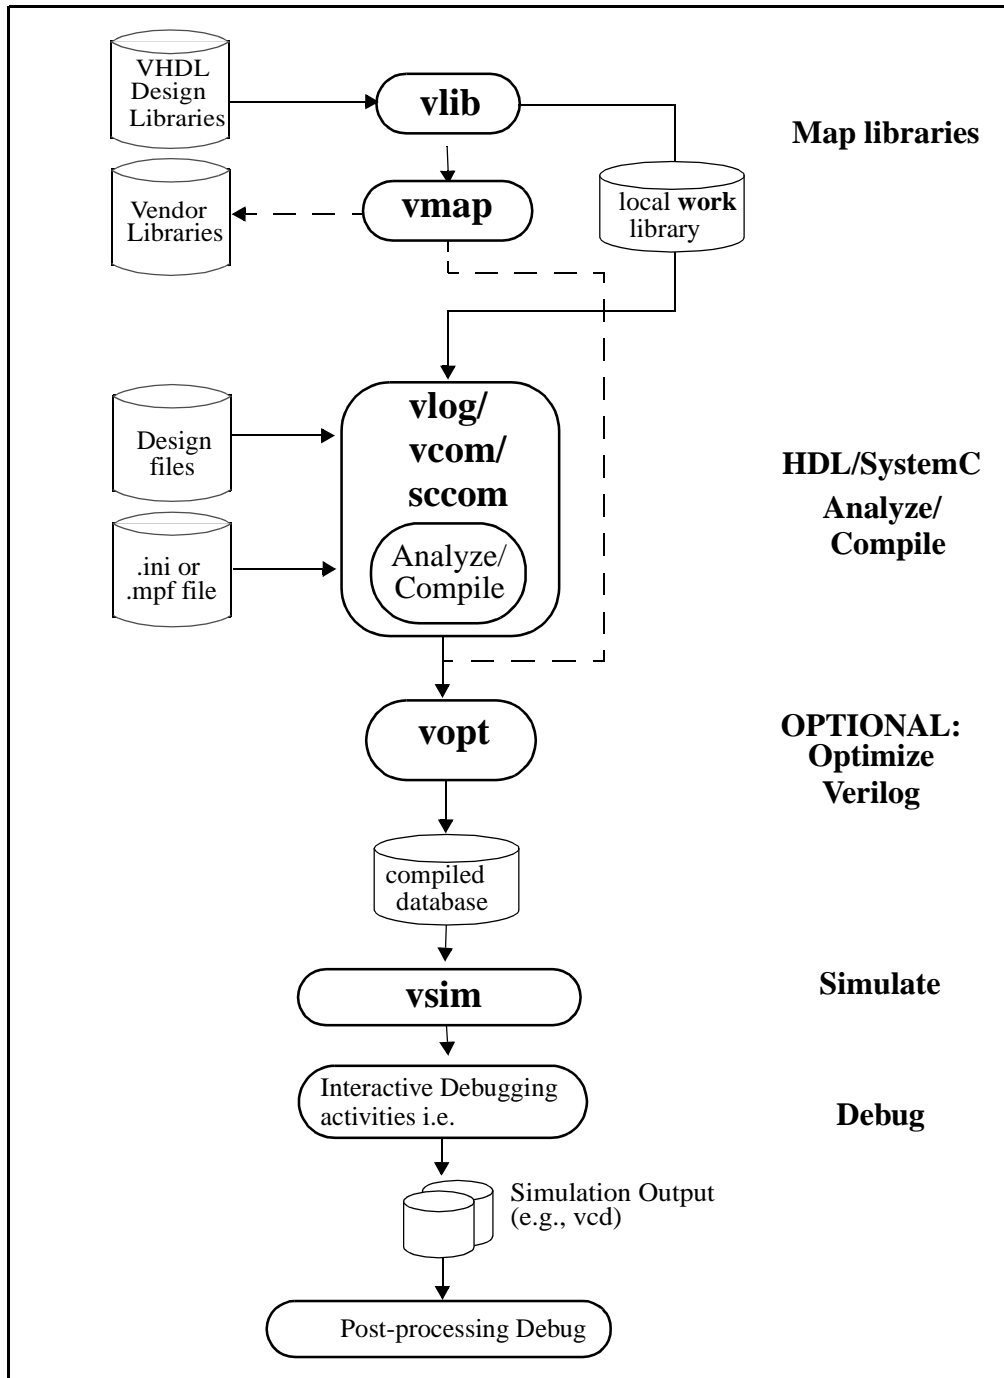 VHDL
Design
Libraries
vlib
Map libraries
Vendor
Libraries
vmap
local work
library
Design
files
vlog/
vcom/
sccom
HDL/SystemC
Analyze/
Compile
.ini or
.mpf file
Analyze/
Compile
vopt
OPTIONAL:
Optimize
Verilog
compiled
database
vsim
Simulate
Interactive Debugging
activities i.e.
Debug
Simulation Output
(e.g., vcd)
Post-processing Debug